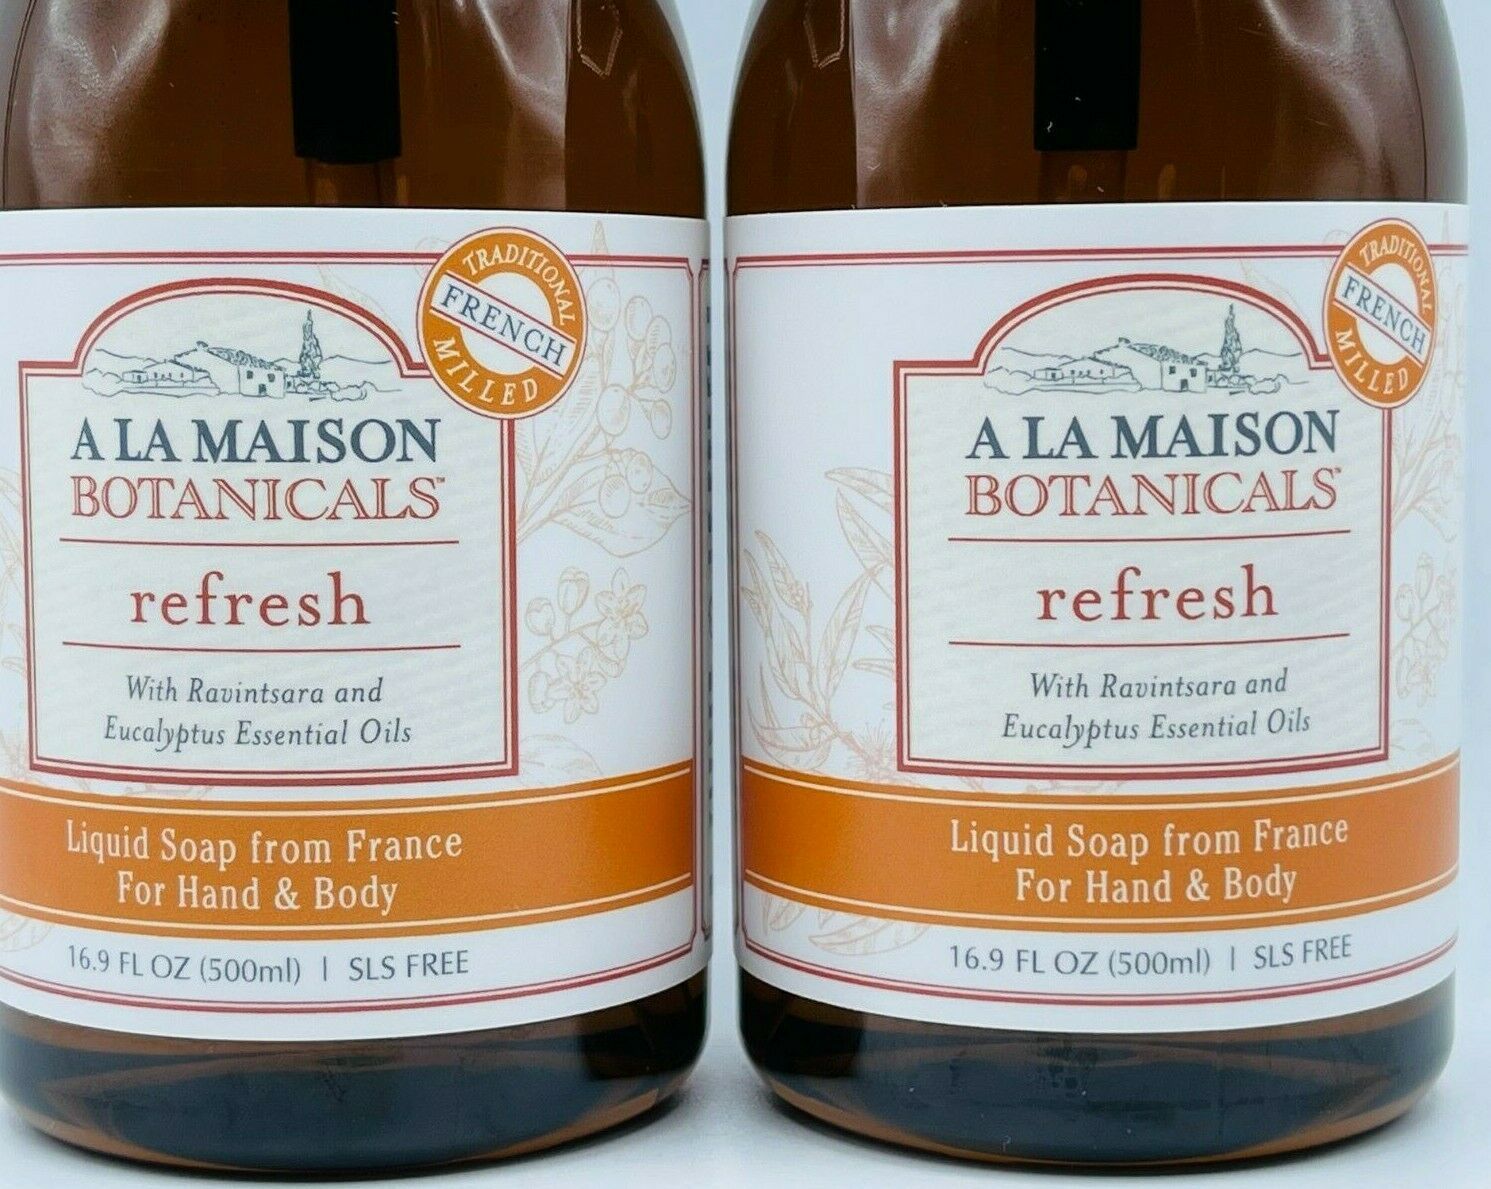 TRADITIONAL
FRENCH
MILLED
A LA MAISON
BOTANICALS™
refresh
With Ravintsara and
Eucalyptus Essential Oils
Liquid Soap from France
For Hand & Body
16.9 FL OZ (500ml) | SLS FREE
TRADITIONAL
FRENCH
MILLED
A LA MAISON
BOTANICALS™
refresh
With Ravintsara and
Eucalyptus Essential Oils
Liquid Soap from France
For Hand & Body
16.9 FL OZ (500ml) | SLS FREE